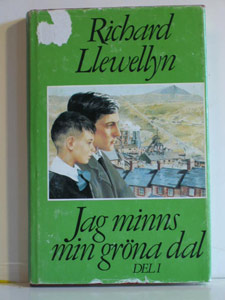 Richard
Llewellyn
Jag minns
min gröna dal
DEL I